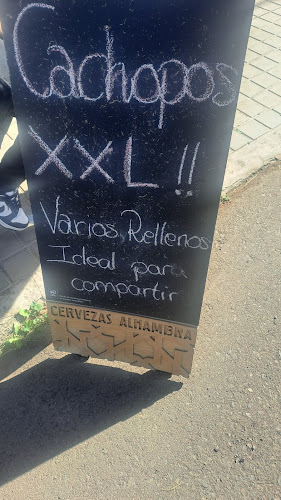 Cachopos
XXL !!
Varios Rellenos
Ideal para
compartir
CERVEZAS ALHAMBRA